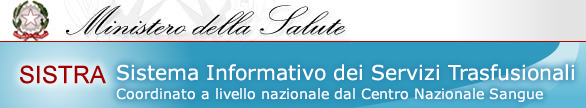 Ministero della Salute
SISTRA Sistema Informativo dei Servizi Trasfusionali
Coordinato a livello nazionale dal Centro Nazionale Sangue